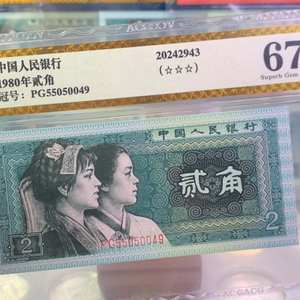 中国人民银行
1980年贰角
冠号: PG55050049
20242943
(☆☆☆)
67
Superb Gem
中国人民银行
贰角
2
2
PG55050049
ACGACG